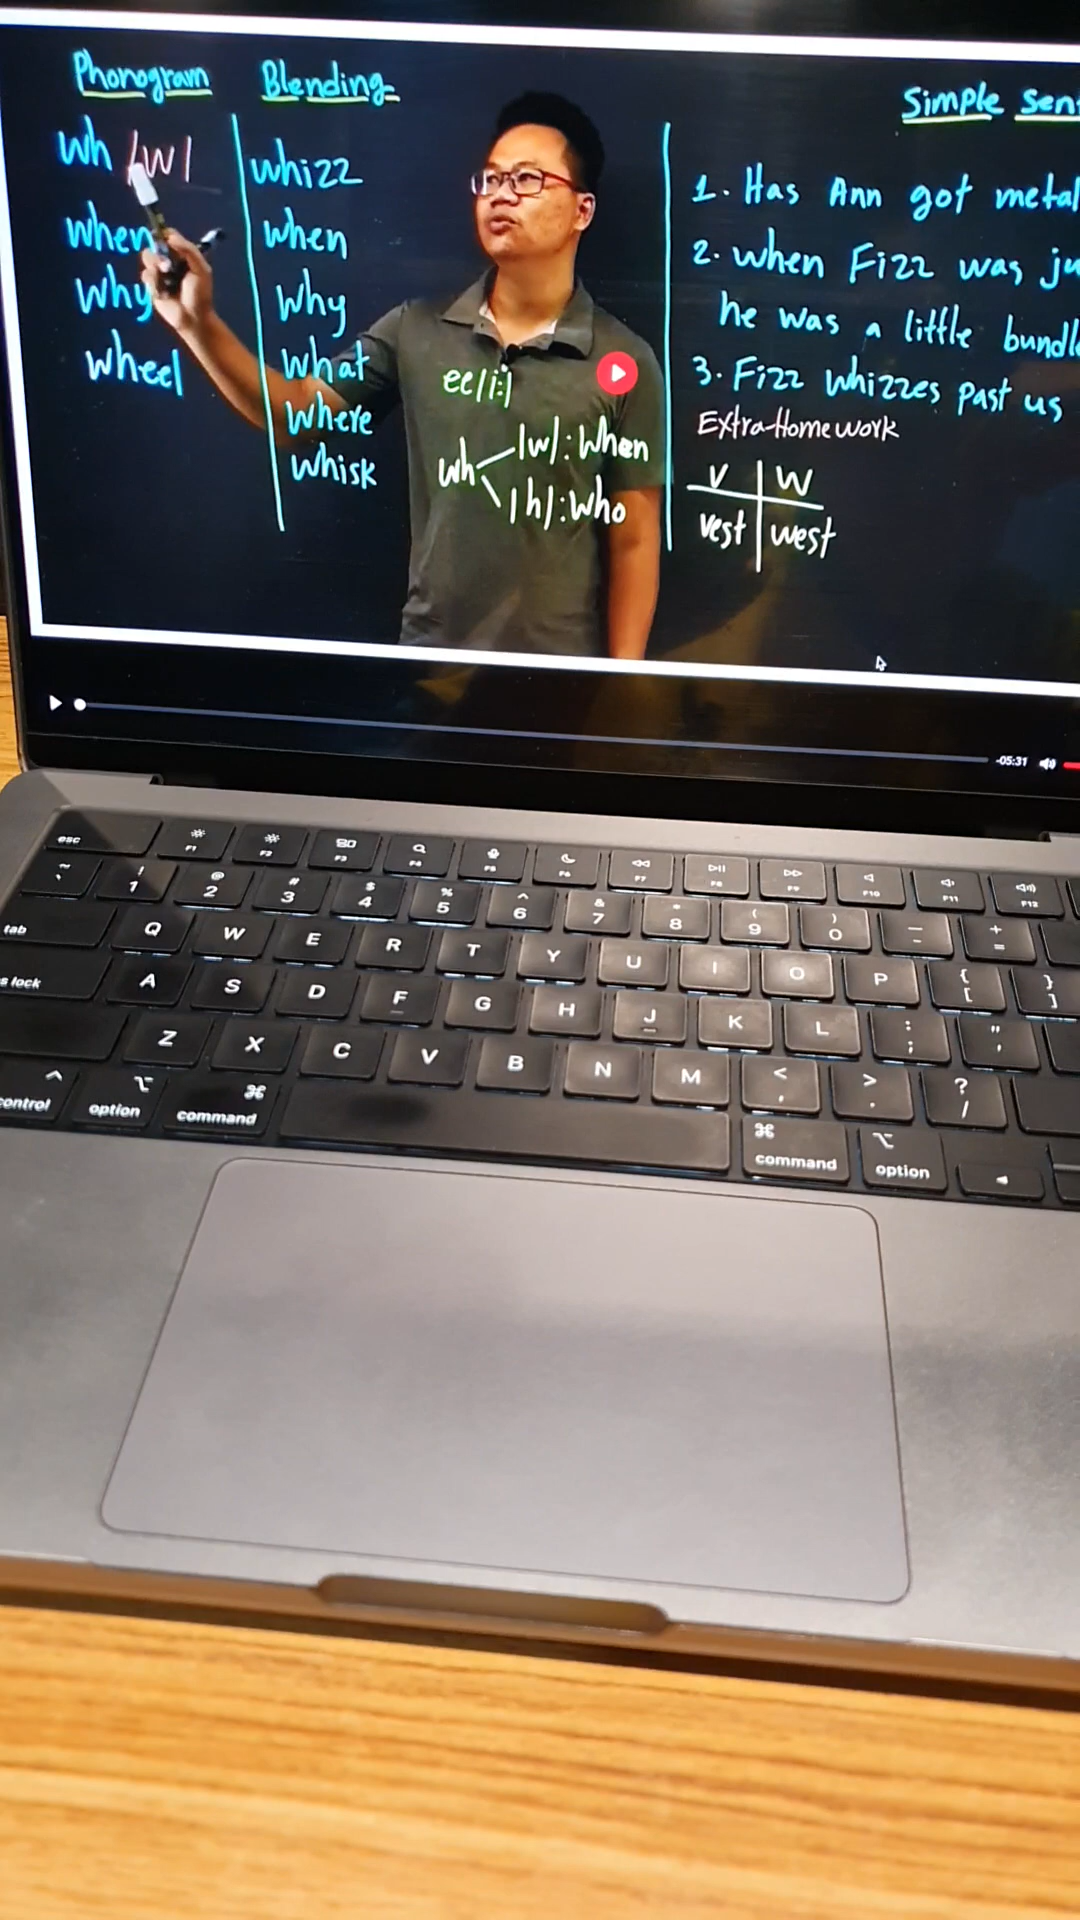 Phonogram
wh /w/
when
why
wheel
Blending
whizz
when
why
what
where
whisk
ee/i:/
wh /w/: when
/h/: who
Simple
1. Has Ann got metal
2. when Fizz was
he was a little
3. Fizz whizzes past us
Extra-Homework
V W
vest west
-05:31
esc F1 F2 F3 F4 F5 F6 F7 F8 F9 F10 F11 F12
~ ` ! 1 @ 2 # 3 $ 4 % 5 ^ 6 & 7 * 8 ( 9 ) 0 _ - + =
tab Q W E R T Y U I O P { [ } ]
lock A S D F G H J K L : ; " '
Z X C V B N M < , > . ? /
control option ⌘ command ⌘ command option